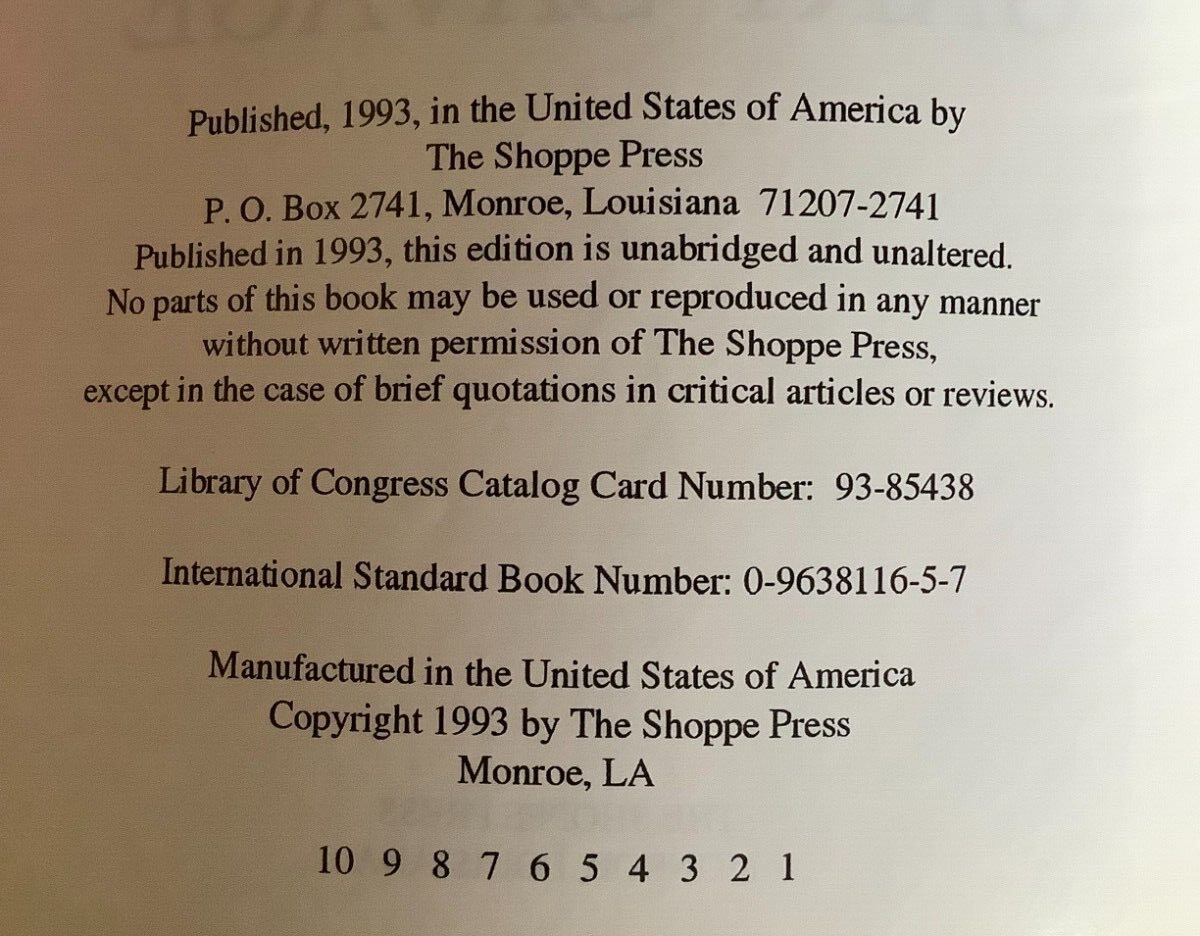 Published, 1993, in the United States of America by
The Shoppe Press
P. O. Box 2741, Monroe, Louisiana 71207-2741
Published in 1993, this edition is unabridged and unaltered.
No parts of this book may be used or reproduced in any manner
without written permission of The Shoppe Press,
except in the case of brief quotations in critical articles or reviews.
Library of Congress Catalog Card Number: 93-85438
International Standard Book Number: 0-9638116-5-7
Manufactured in the United States of America
Copyright 1993 by The Shoppe Press
Monroe, LA
10 9 8 7 6 5 4 3 2 1